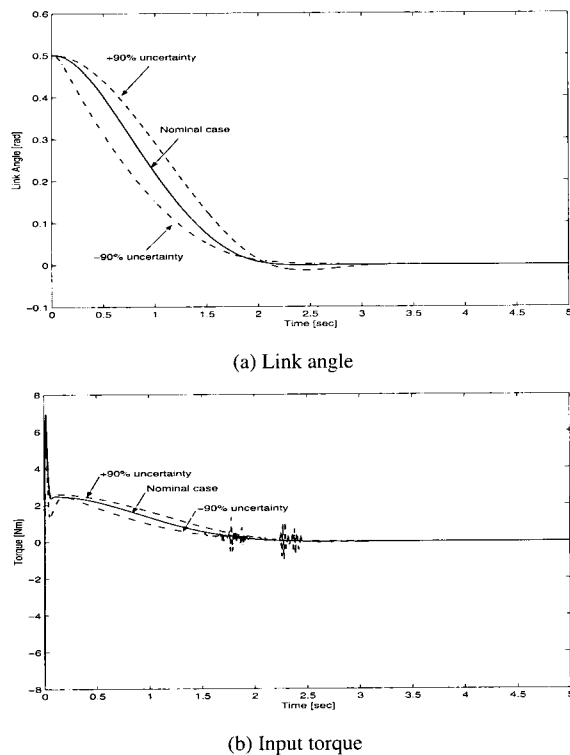 0.6
0.5
0.4
0.3
0.2
0.1
0
-0.1
Link Angle [rad]
+90% uncertainty
Nominal case
-90% uncertainty
0 0.5 1 1.5 2 2.5 3 3.5 4 4.5 5
Time [sec]
(a) Link angle
8
6
4
2
0
-2
-4
-6
-8
Torque [Nm]
+90% uncertainty
Nominal case
-90% uncertainty
0 0.5 1 1.5 2 2.5 3 3.5 4 4.5 5
Time [sec]
(b) Input torque